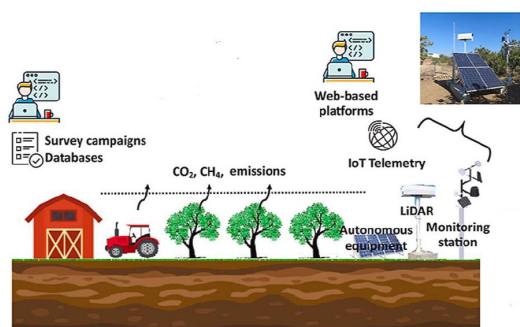 Survey campaigns
Databases
Web-based
platforms
IoT Telemetry
CO₂, CH₄, emissions
LiDAR
Autonomous
equipment
Monitoring
station